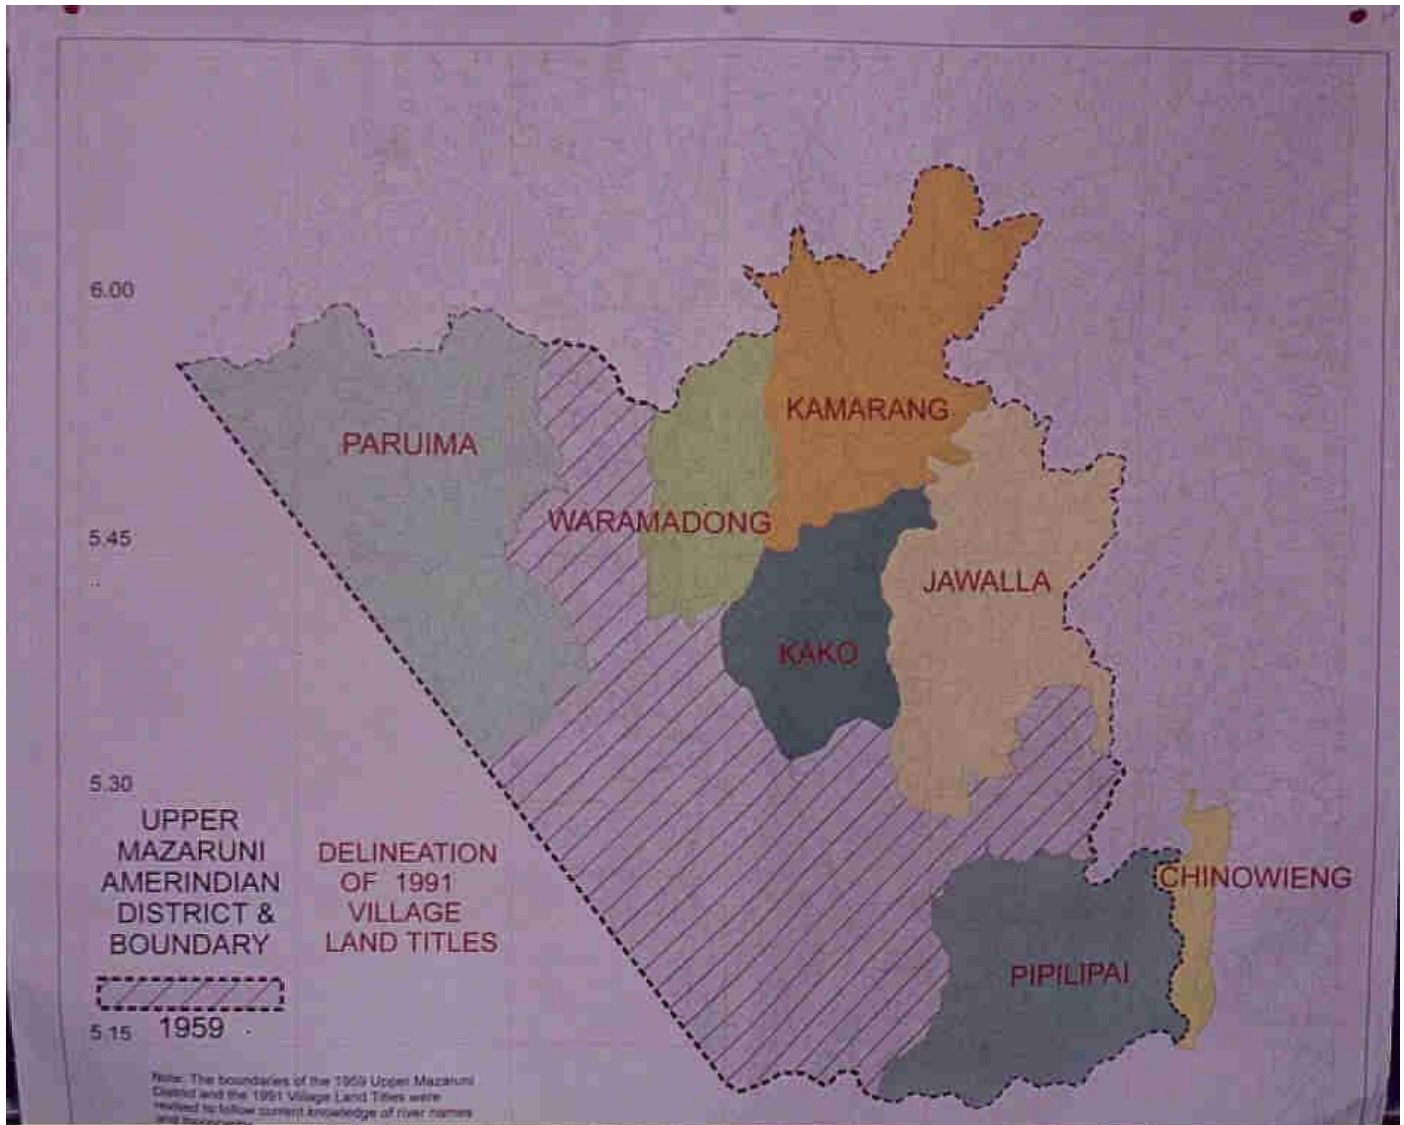 6.00
KAMARANG
PARUIMA
WARAMADONG
5.45
JAWALLA
KAKO
5.30
UPPER
MAZARUNI
AMERINDIAN
DISTRICT &
BOUNDARY
1959
DELINEATION
OF 1991
VILLAGE
LAND TITLES
CHINOWIENG
PIPILIPAI
5 15
Note: The boundaries of the 1959 Upper Mazaruni
District and the 1991 Village Land Titles were
revised to follow current knowledge of river names
and